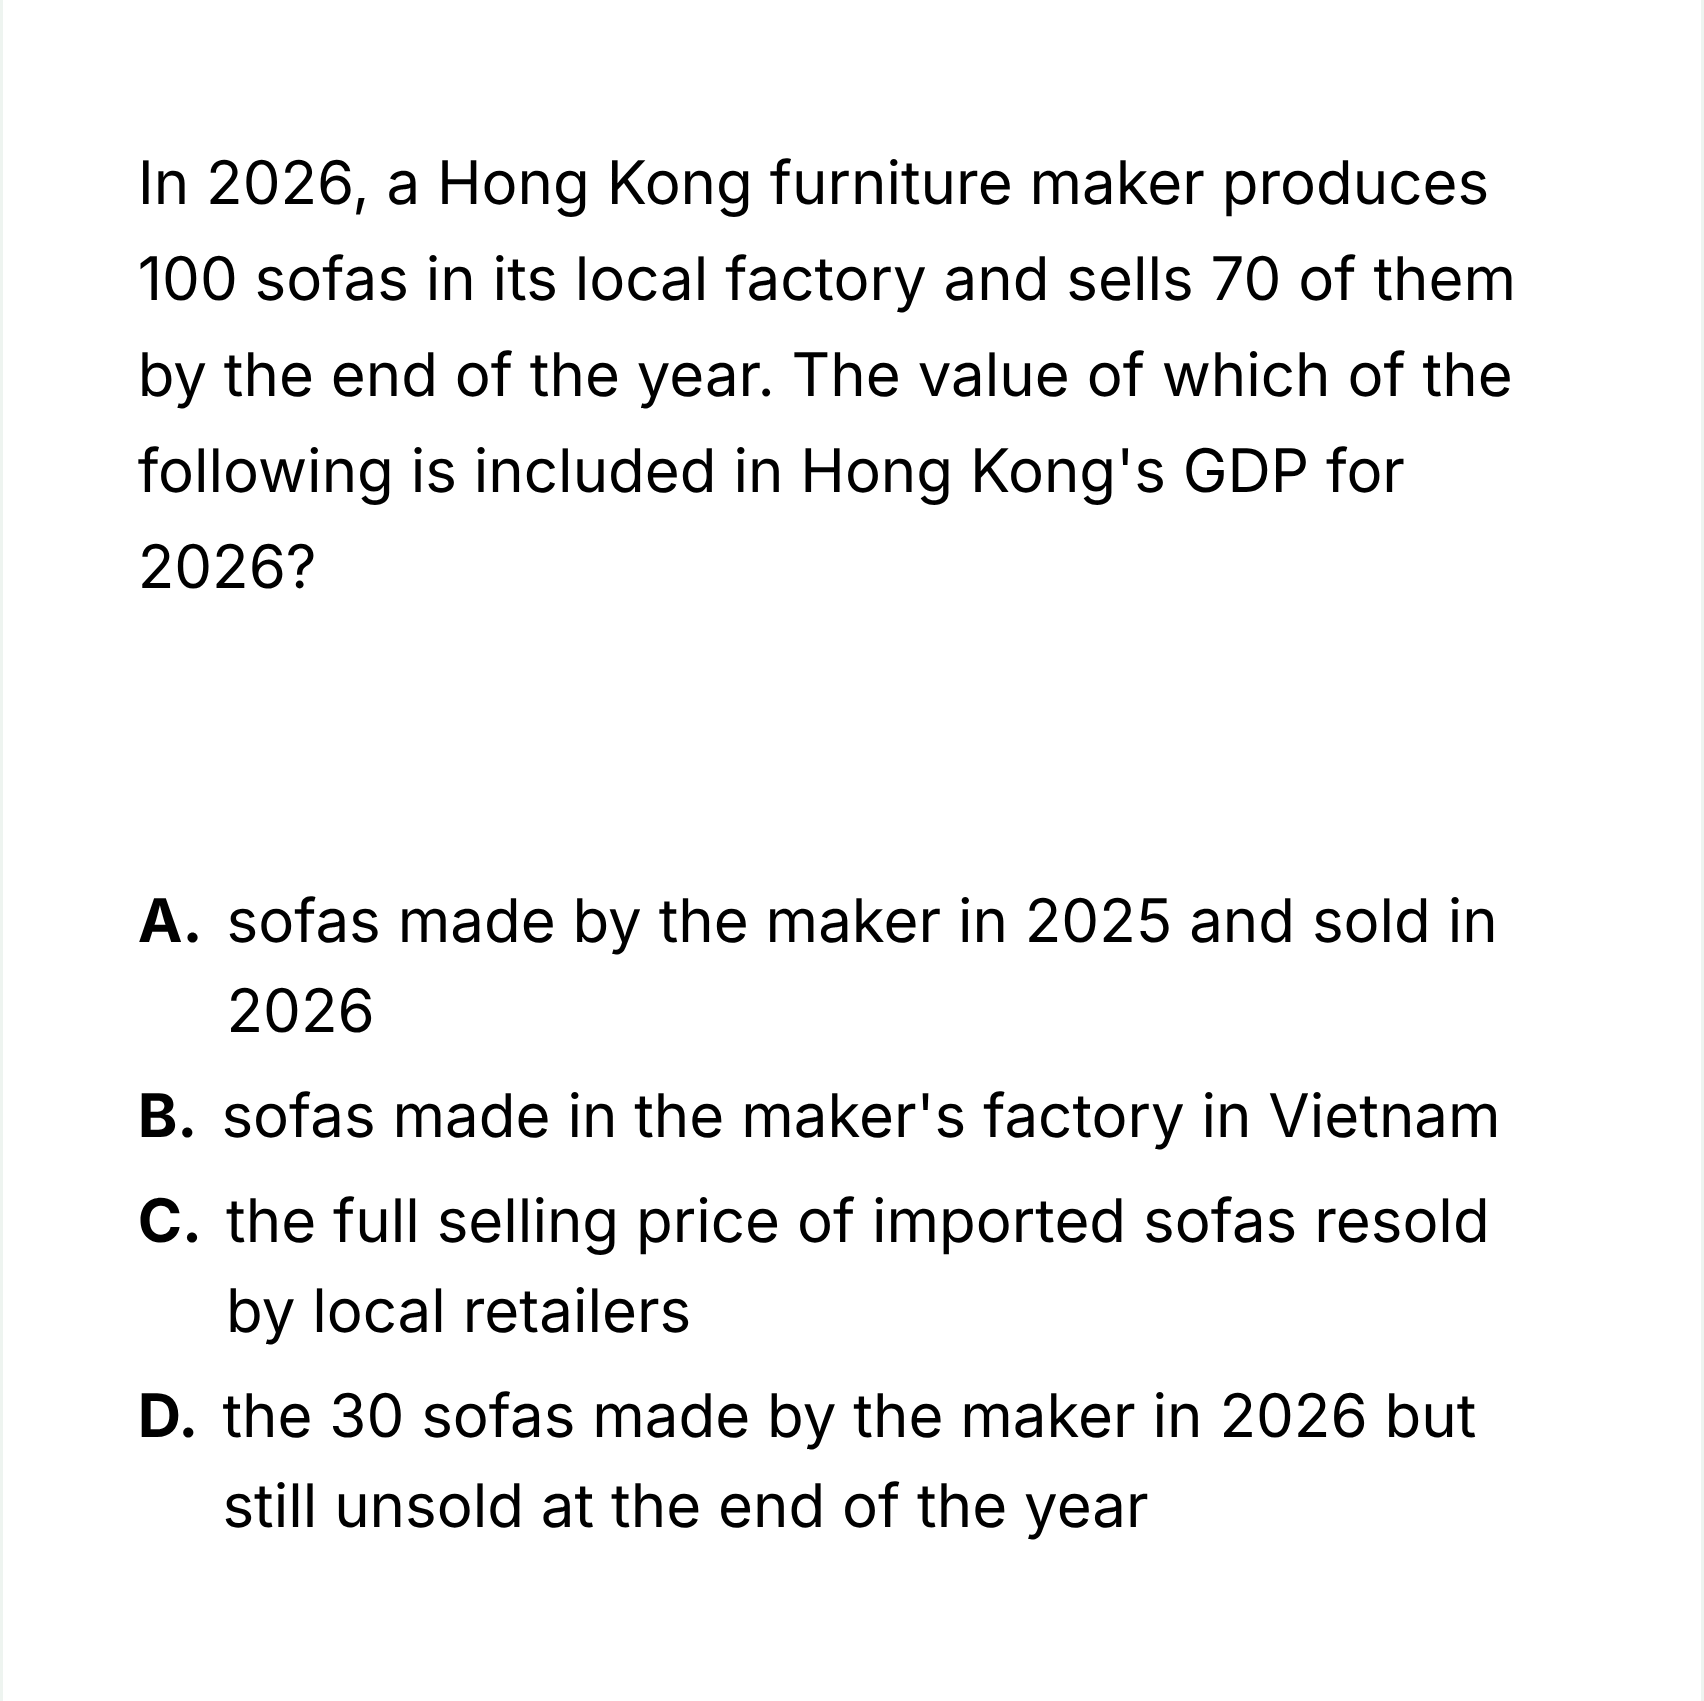 In 2026, a Hong Kong furniture maker produces
100 sofas in its local factory and sells 70 of them
by the end of the year. The value of which of the
following is included in Hong Kong's GDP for
2026?
A. sofas made by the maker in 2025 and sold in
2026
B. sofas made in the maker's factory in Vietnam
C. the full selling price of imported sofas resold
by local retailers
D. the 30 sofas made by the maker in 2026 but
still unsold at the end of the year